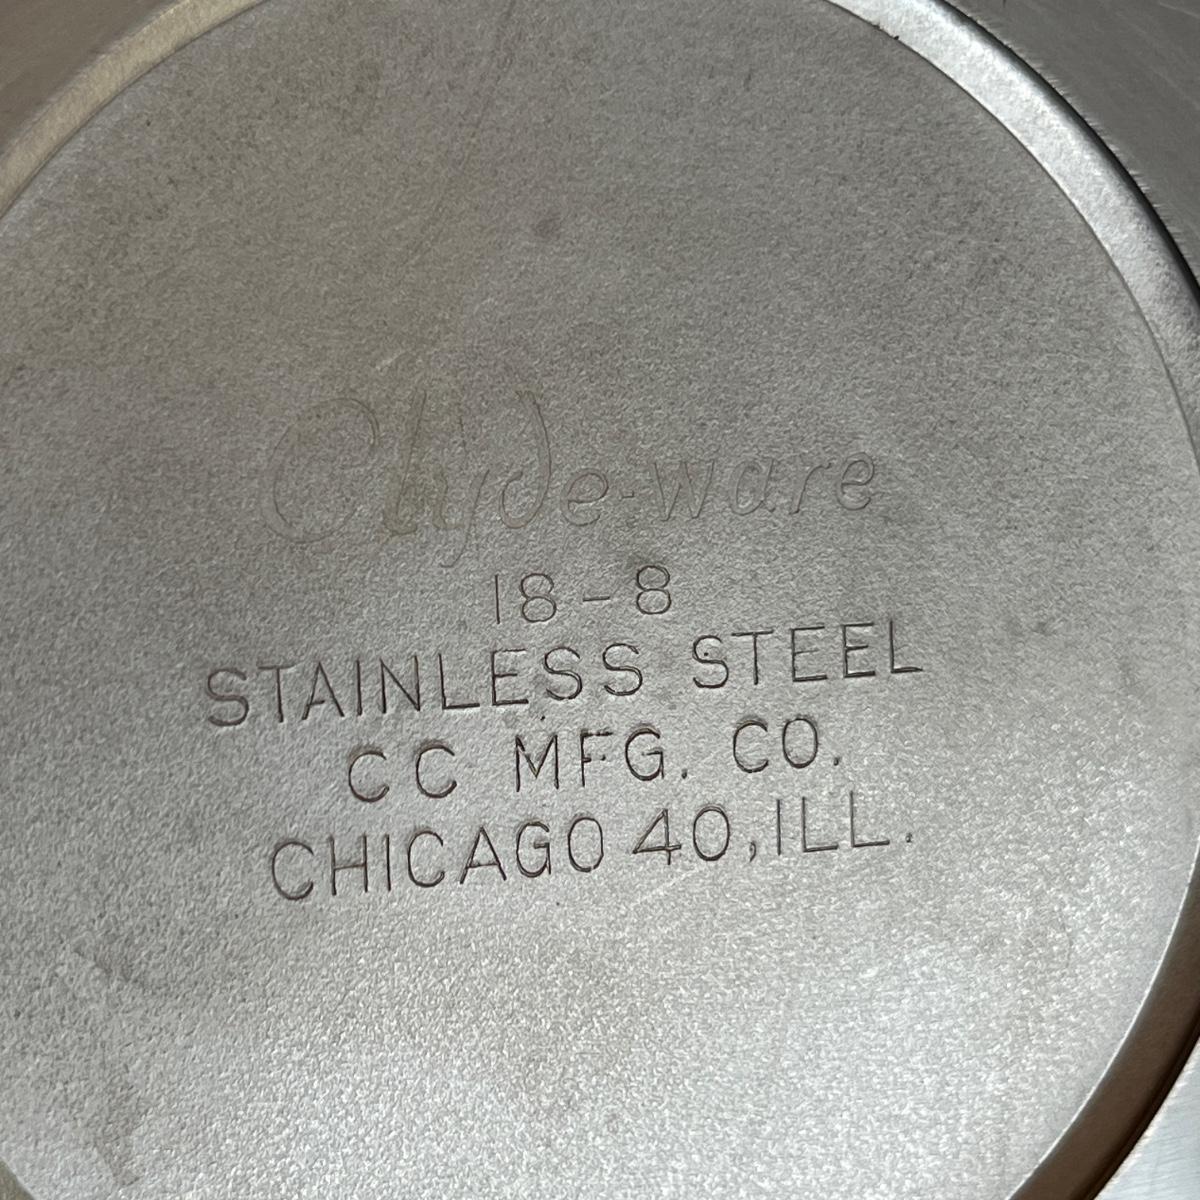 Clyde-ware
18-8
STAINLESS STEEL
CC MFG. CO.
CHICAGO 40, ILL.